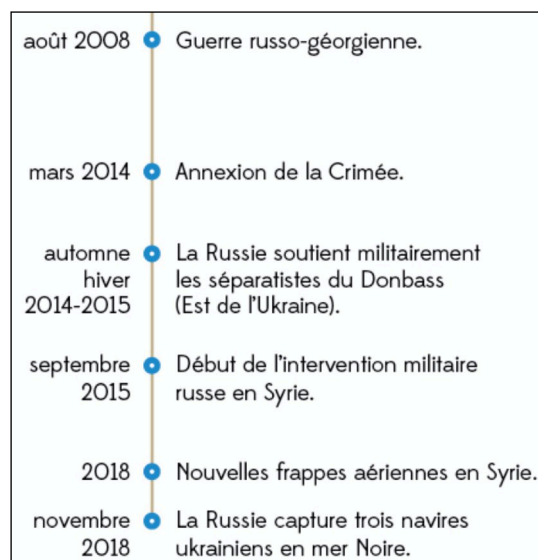 août 2008 Guerre russo-géorgienne.
mars 2014 Annexion de la Crimée.
automne La Russie soutient militairement
hiver les séparatistes du Donbass
2014-2015 (Est de l'Ukraine).
septembre Début de l'intervention militaire
2015 russe en Syrie.
2018 Nouvelles frappes aériennes en Syrie.
novembre La Russie capture trois navires
2018 ukrainiens en mer Noire.